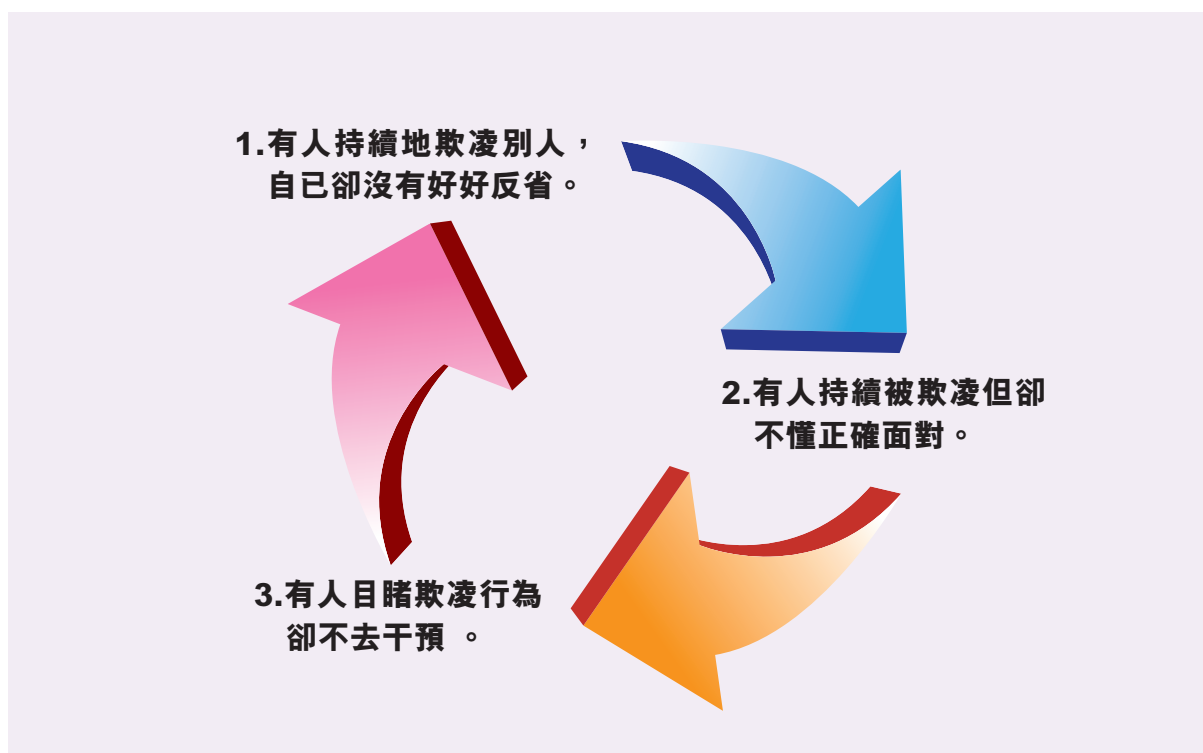 1.有人持續地欺凌別人，
自已卻沒有好好反省。
2.有人持續被欺凌但卻
不懂正確面對。
3.有人目睹欺凌行為
卻不去干預 。